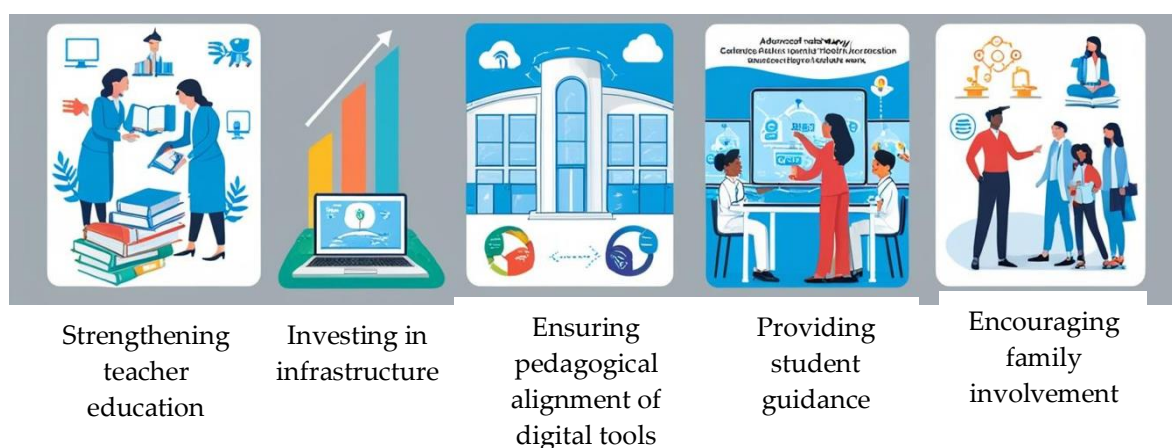 Strengthening
teacher
education
Investing in
infrastructure
Ensuring
pedagogical
alignment of
digital tools
Providing
student
guidance
Encouraging
family
involvement